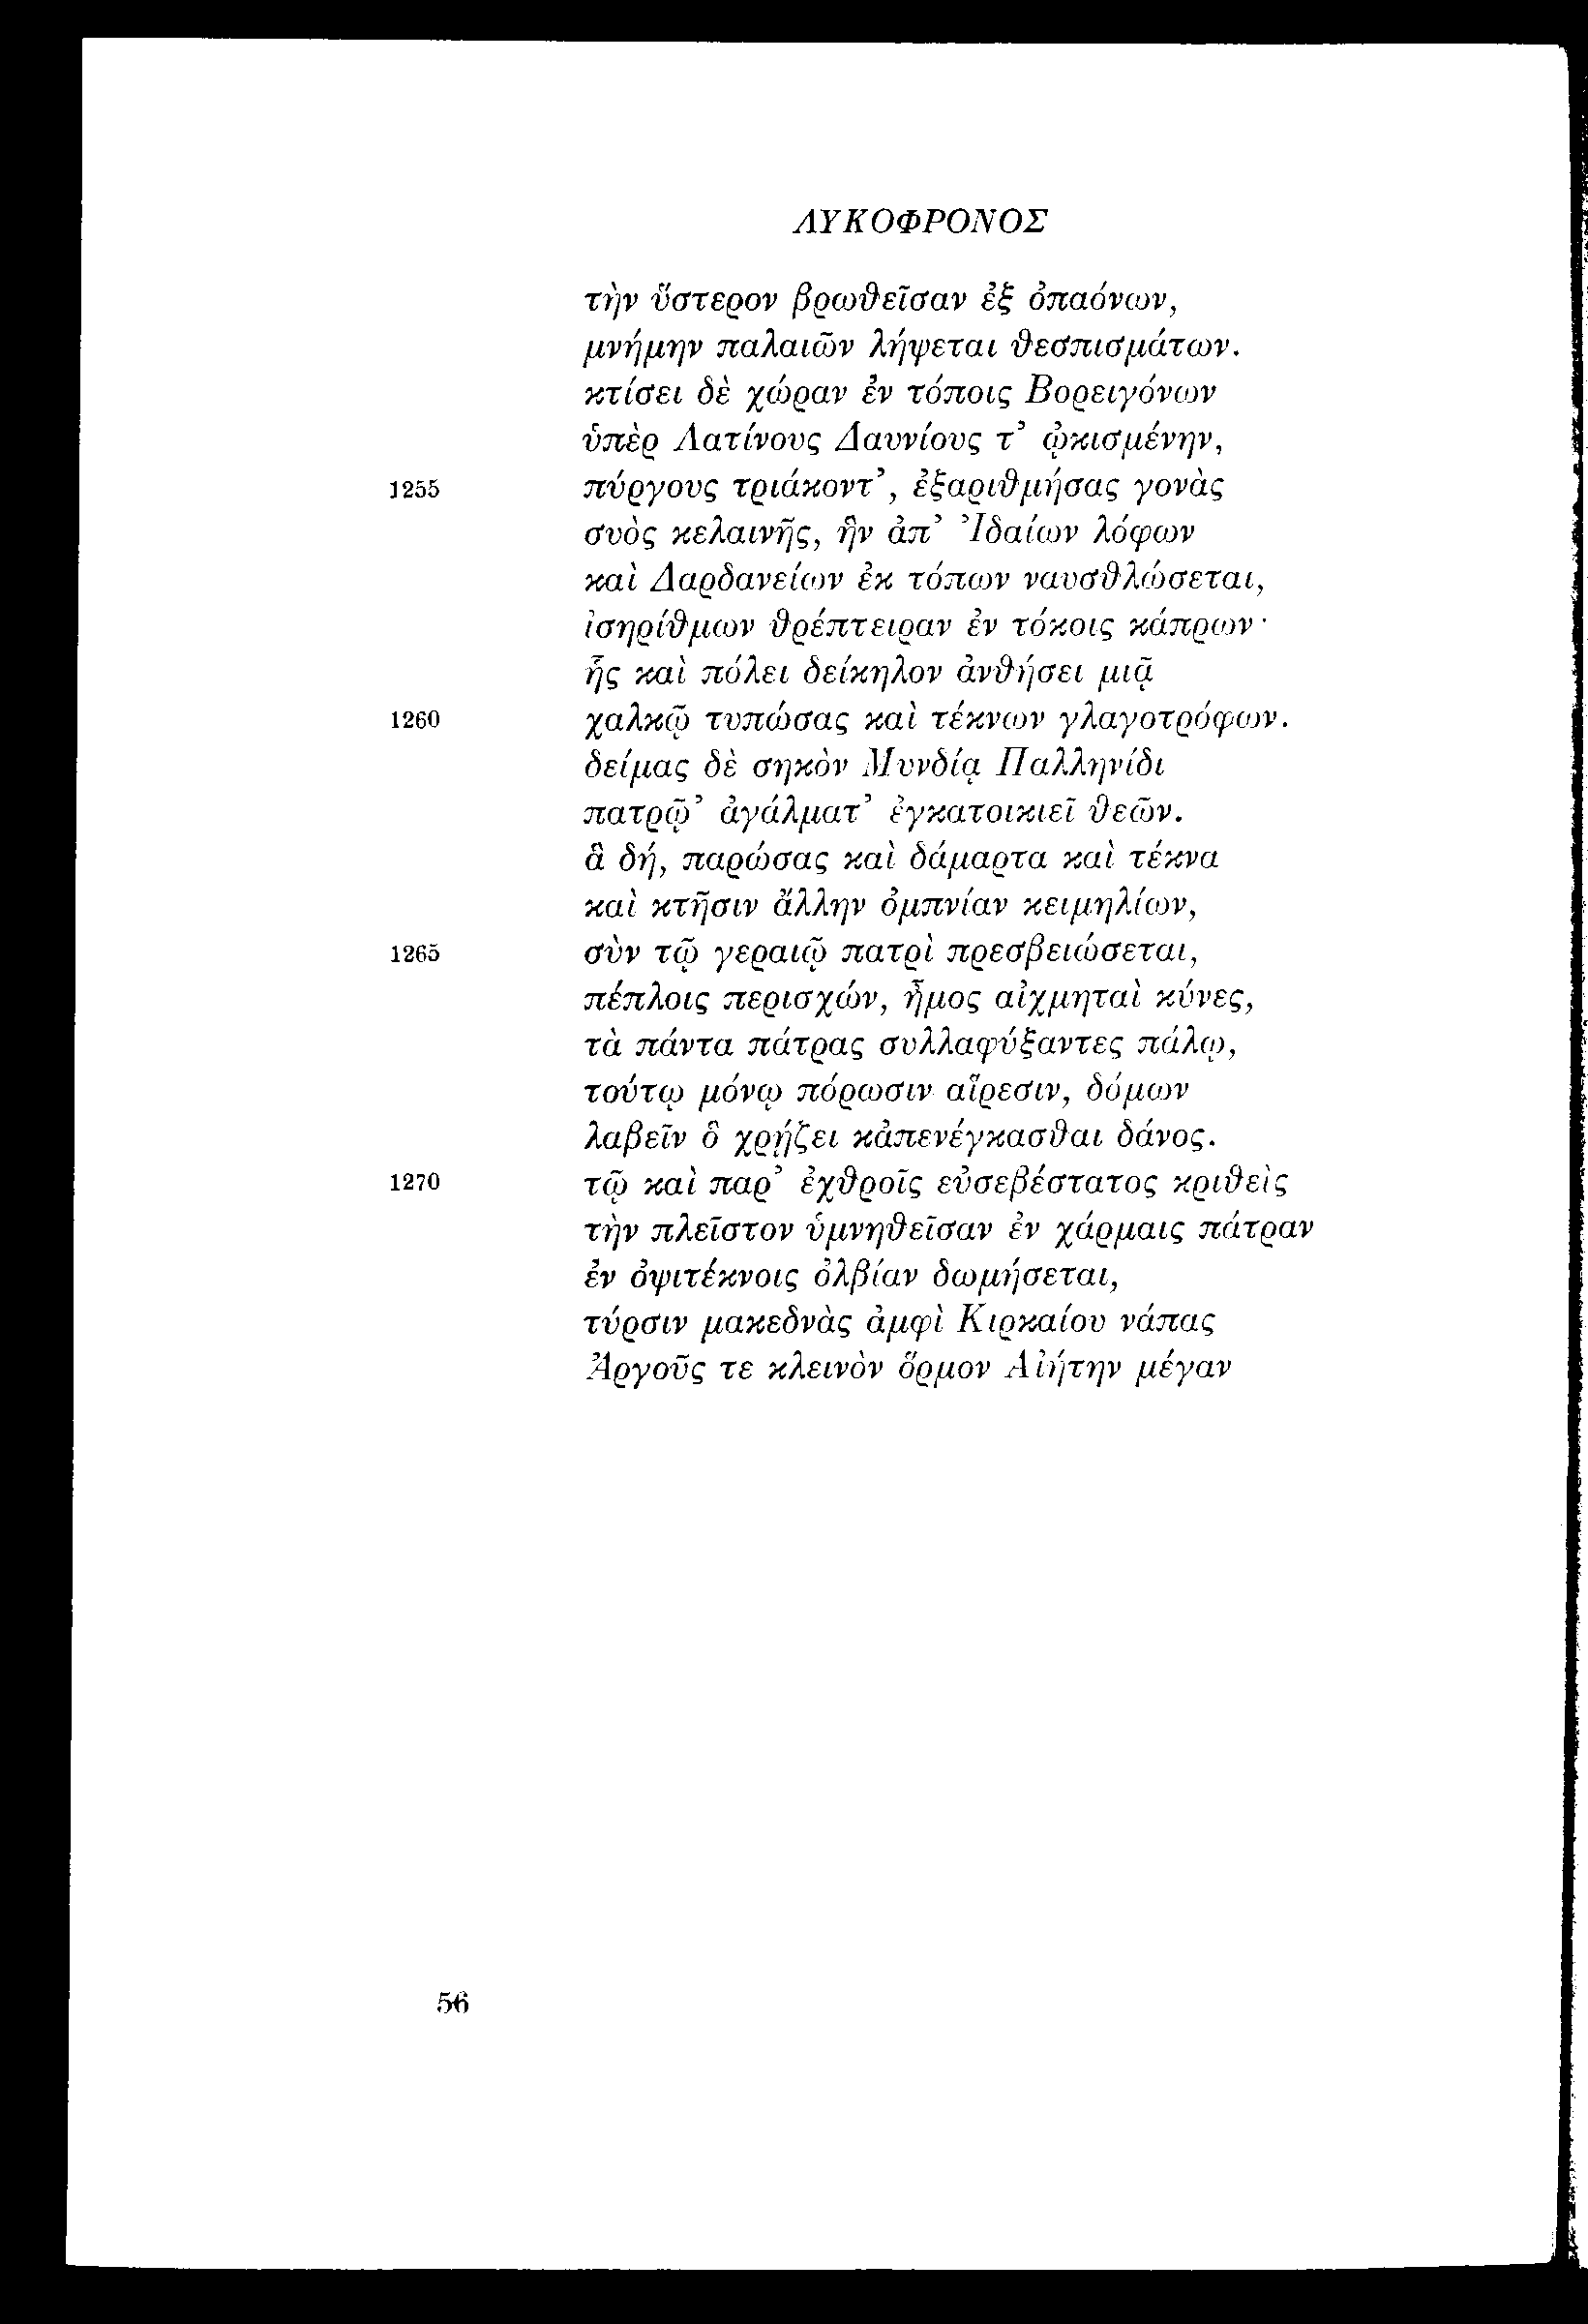 ΛΥΚΟΦΡΟΝΟΣ
τὴν ὕστερον βρωθεῖσαν ἐξ ὀπαόνων,
μνήμην παλαιῶν λήψεται θεσπισμάτων.
κτίσει δὲ χώραν ἐν τόποις Βορειγόνων
ὑπὲρ Λατίνους Δαυνίους τ’ ᾠκισμένην,
1255 πύργους τριάκοντ’, ἐξαριθμήσας γονὰς
συὸς κελαινῆς, ἣν ἀπ’ Ἰδαίων λόφων
καὶ Δαρδανείων ἐκ τόπων ναυσθλώσεται,
ἰσηρίθμων θρέπτειραν ἐν τόκοις κάπρων·
ἧς καὶ πόλει δείκηλον ἀνθήσει μιᾷ
1260 χαλκῷ τυπώσας καὶ τέκνων γλαγοτρόφων.
δείμας δὲ σηκὸν Μυνδίᾳ Παλληνίδι
πατρῷ’ ἀγάλματ’ ἐγκατοικιεῖ θεῶν.
ἃ δή, παρώσας καὶ δάμαρτα καὶ τέκνα
καὶ κτῆσιν ἄλλην ὀμπνίαν κειμηλίων,
1265 σὺν τῷ γεραιῷ πατρὶ πρεσβειώσεται,
πέπλοις περισχών, ἦμος αἰχμηταὶ κύνες,
τὰ πάντα πάτρας συλλαφύξαντες πάλῳ,
τούτῳ μόνῳ πόρωσιν αἵρεσιν, δόμων
λαβεῖν ὃ χρῄζει κἀπενέγκασθαι δάνος.
1270 τῷ καὶ παρ’ ἐχθροῖς εὐσεβέστατος κριθεὶς
τὴν πλεῖστον ὑμνηθεῖσαν ἐν χάρμαις πάτραν
ἐν ὀψιτέκνοις ὀλβίαν δωμήσεται,
τύρσιν μακεδνὰς ἀμφὶ Κιρκαίου νάπας
Ἀργοῦς τε κλεινὸν ὅρμον Αἰήτην μέγαν
56